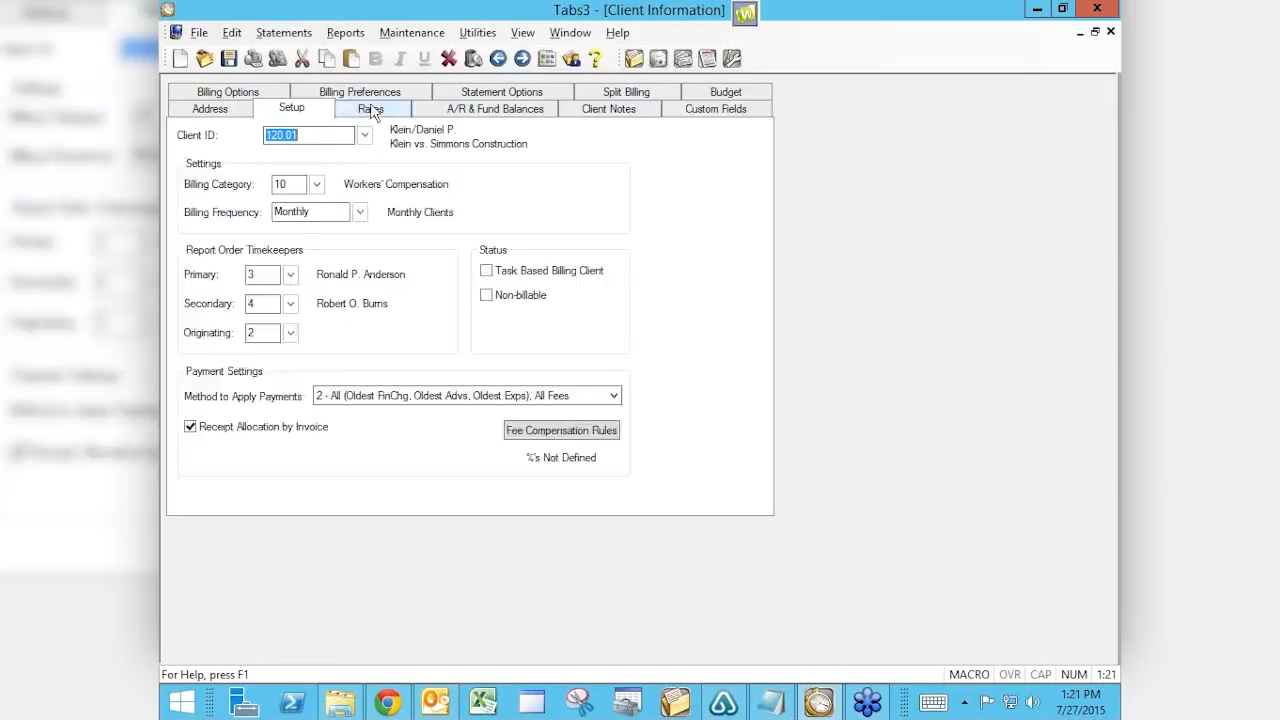 Tabs3 - [Client Information]
File Edit Statements Reports Maintenance Utilities View Window Help
Billing Options Billing Preferences Statement Options Split Billing Budget
Address Setup Rates A/R & Fund Balances Client Notes Custom Fields
Client ID: 120.01 Klein/Daniel P.
Klein vs. Simmons Construction
Settings
Billing Category: 10 Workers' Compensation
Billing Frequency: Monthly Monthly Clients
Report Order Timekeepers Status
Primary: 3 Ronald P. Anderson Task Based Billing Client
Secondary: 4 Robert O. Burns Non-billable
Originating: 2
Payment Settings
Method to Apply Payments: 2 - All (Oldest FinChg, Oldest Advs, Oldest Exps), All Fees
Receipt Allocation by Invoice Fee Compensation Rules
%'s Not Defined
For Help, press F1 MACRO OVR CAP NUM 1:21
1:21 PM
7/27/2015